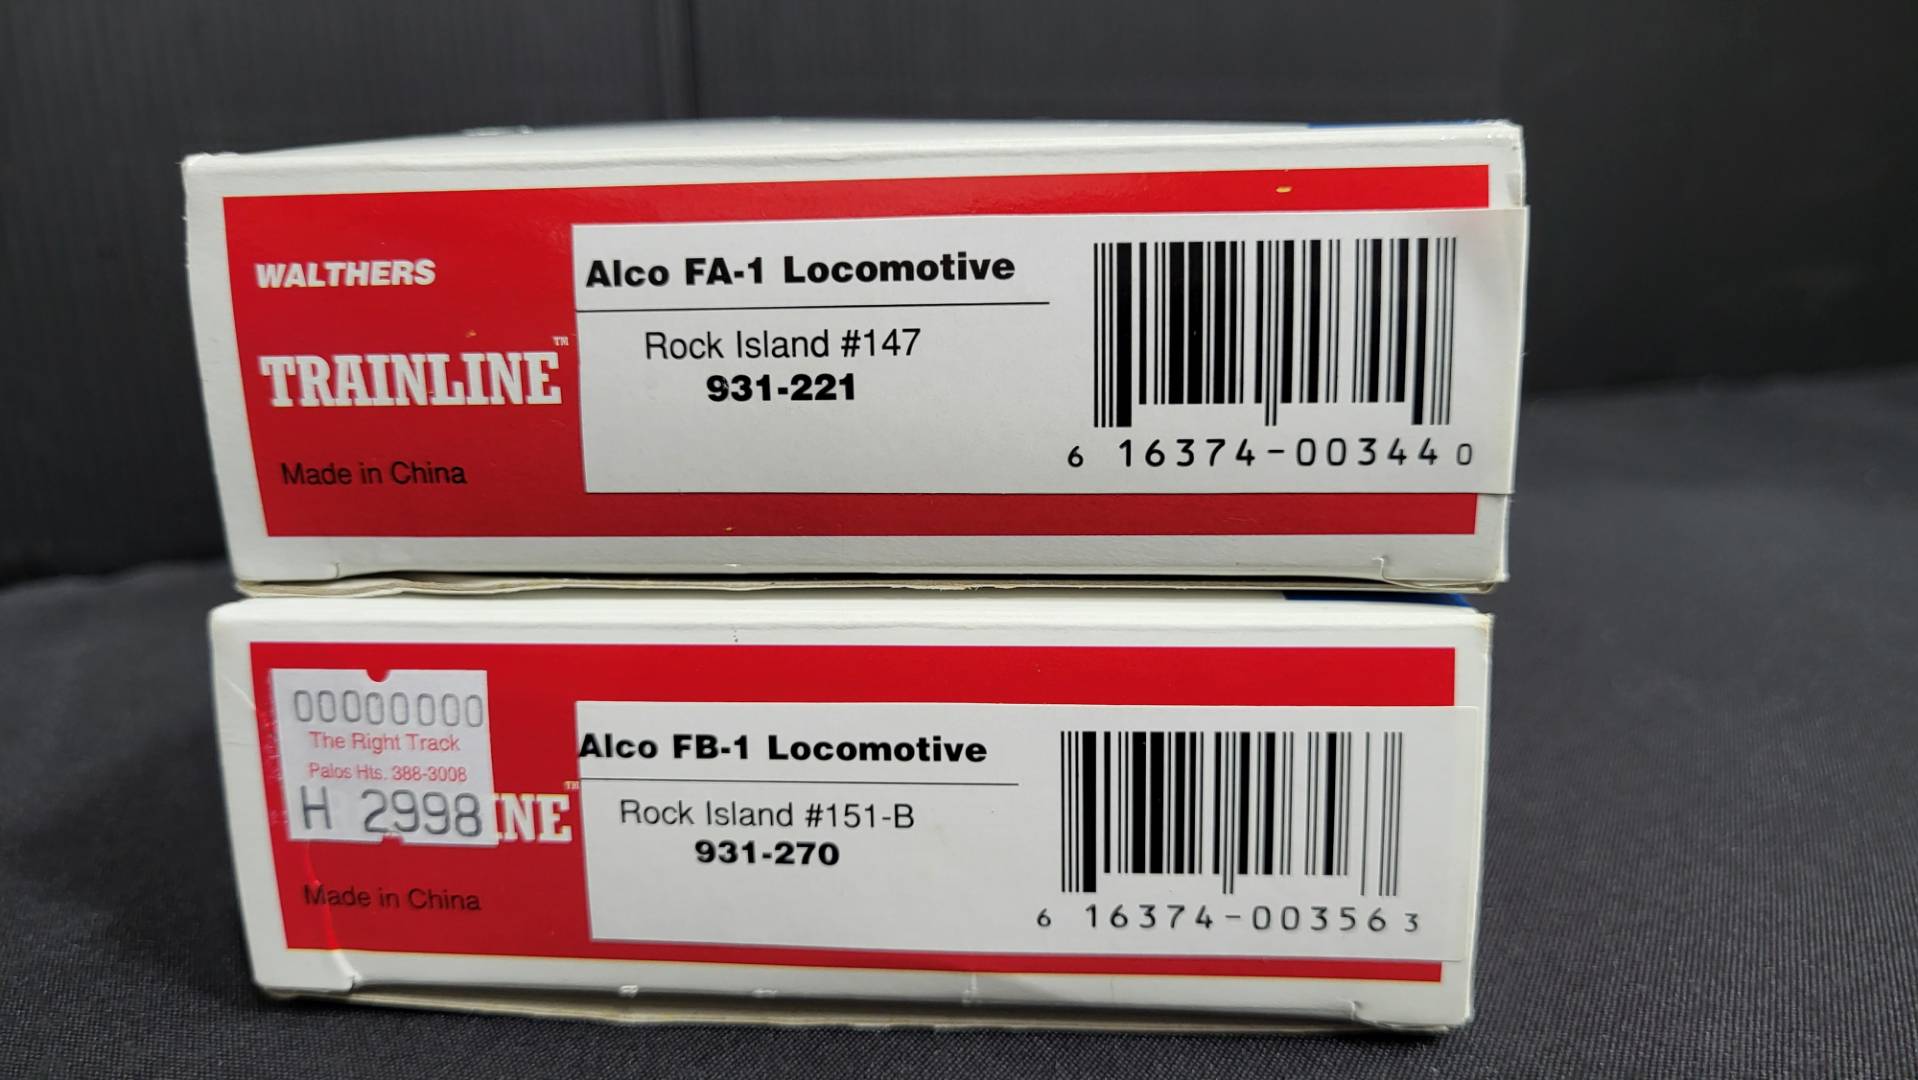 WALTHERS
TRAINLINE™
Made in China
Alco FA-1 Locomotive
Rock Island #147
931-221
6 16374-00344 0
00000000
The Right Track
Palos Hts. 388-3008
H 2998
INE™
Made in China
Alco FB-1 Locomotive
Rock Island #151-B
931-270
6 16374-00356 3